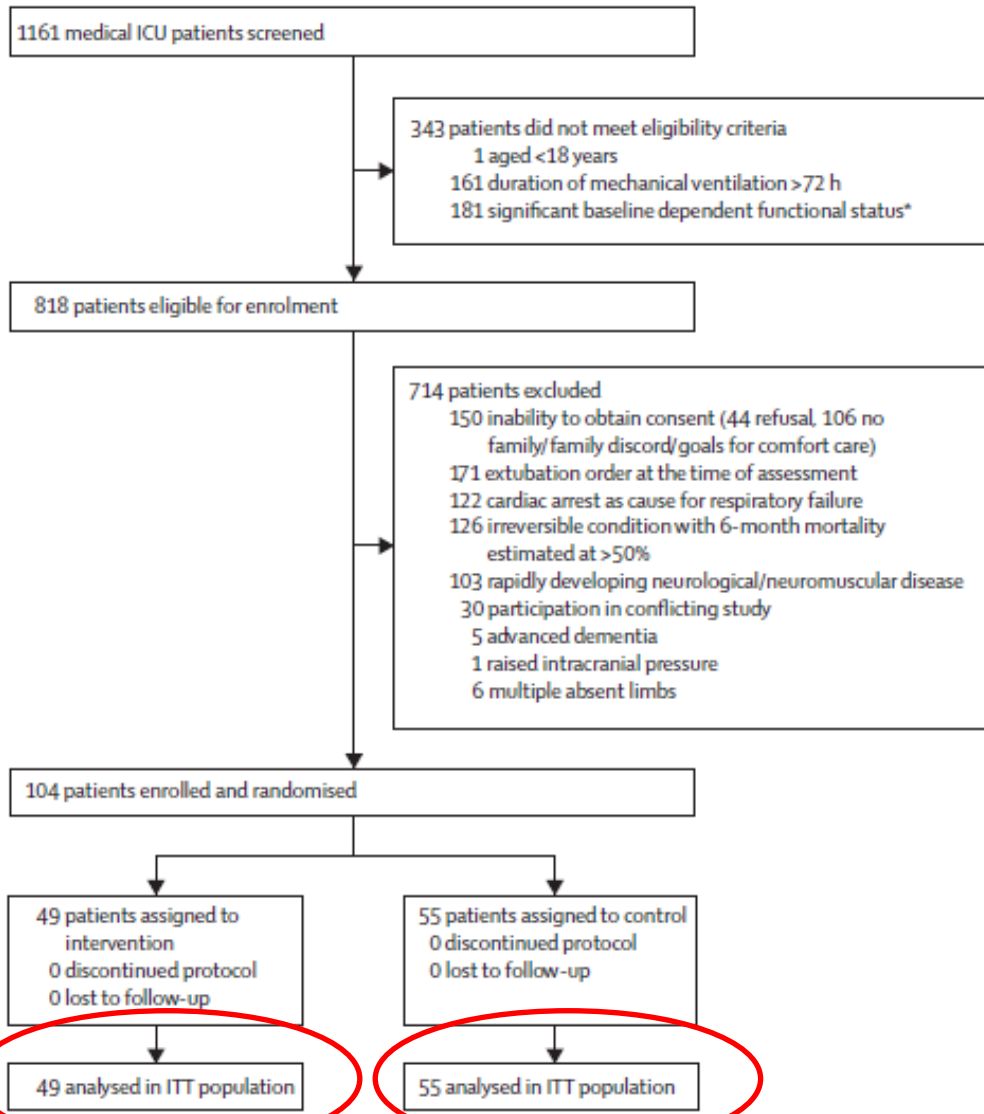 1161 medical ICU patients screened
343 patients did not meet eligibility criteria
1 aged <18 years
161 duration of mechanical ventilation >72 h
181 significant baseline dependent functional status*
818 patients eligible for enrolment
714 patients excluded
150 inability to obtain consent (44 refusal, 106 no
family/family discord/goals for comfort care)
171 extubation order at the time of assessment
122 cardiac arrest as cause for respiratory failure
126 irreversible condition with 6-month mortality
estimated at >50%
103 rapidly developing neurological/neuromuscular disease
30 participation in conflicting study
5 advanced dementia
1 raised intracranial pressure
6 multiple absent limbs
104 patients enrolled and randomised
49 patients assigned to
intervention
0 discontinued protocol
0 lost to follow-up
55 patients assigned to control
0 discontinued protocol
0 lost to follow-up
49 analysed in ITT population
55 analysed in ITT population